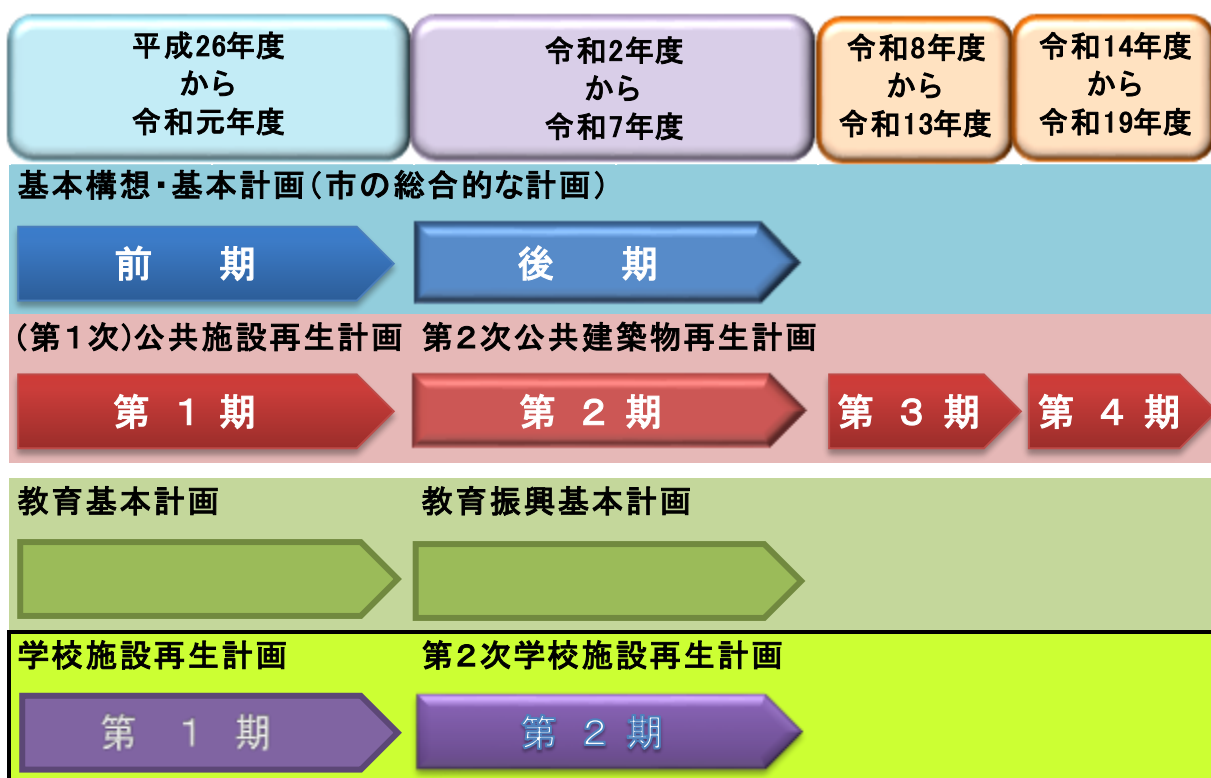 平成26年度
から
令和元年度
令和2年度
から
令和7年度
令和8年度
から
令和13年度
令和14年度
から
令和19年度
基本構想・基本計画(市の総合的な計画)
前 期
後 期
(第1次)公共施設再生計画
第2次公共建築物再生計画
第 1 期
第 2 期
第 3 期
第 4 期
教育基本計画
教育振興基本計画
学校施設再生計画
第2次学校施設再生計画
第 1 期
第 2 期